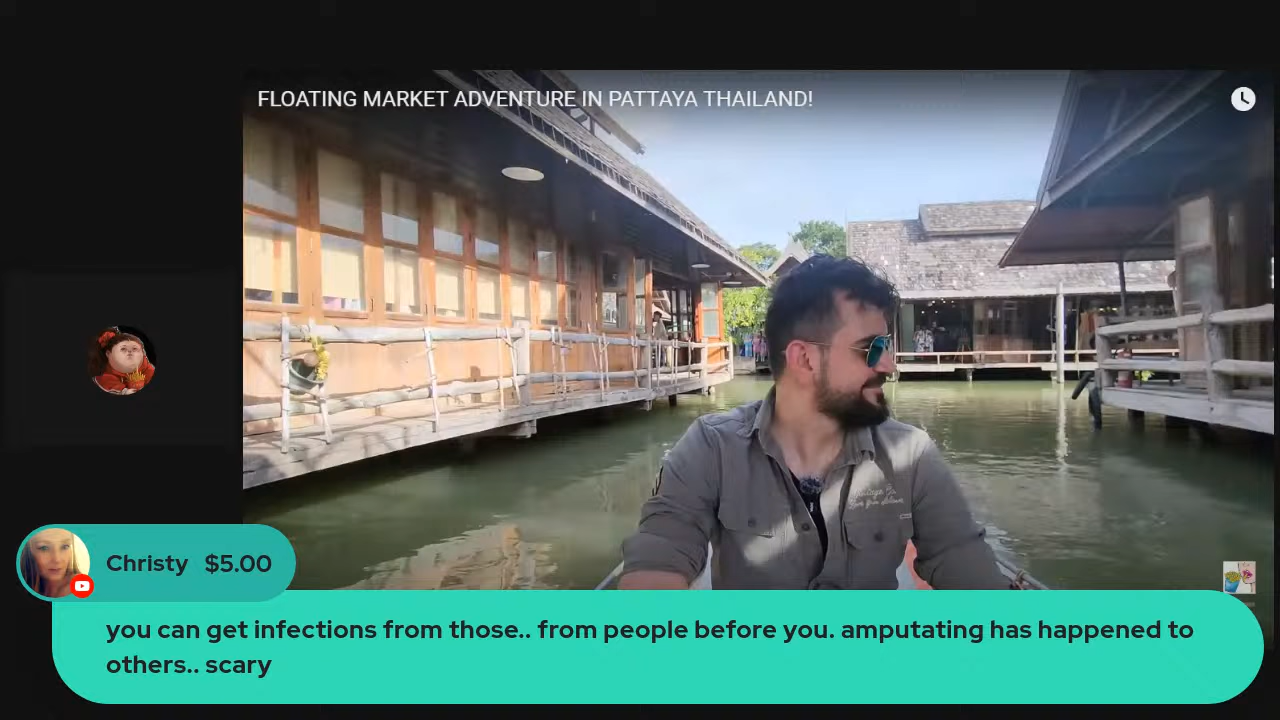 FLOATING MARKET ADVENTURE IN PATTAYA THAILAND!
Christy $5.00
you can get infections from those.. from people before you. amputating has happened to
others.. scary